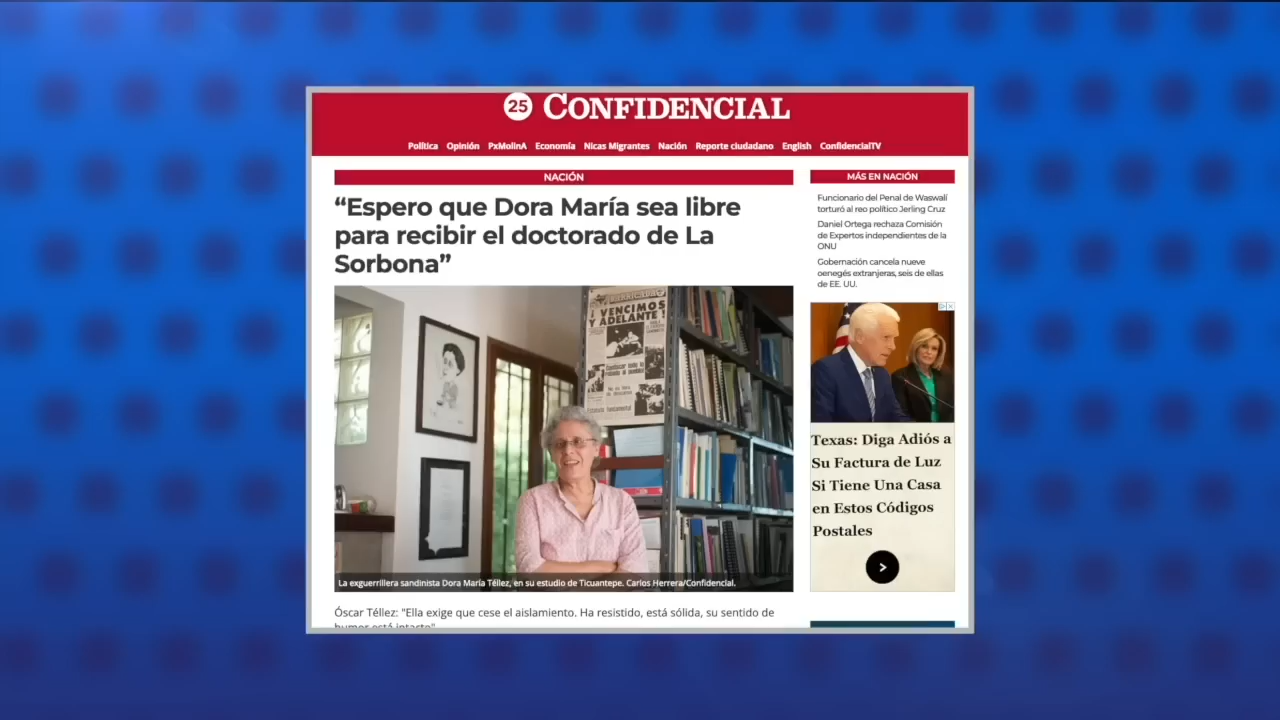 25 CONFIDENCIAL
Política Opinión PxMolinA Economía Nicas Migrantes Nación Reporte ciudadano English ConfidencialTV
NACIÓN
“Espero que Dora María sea libre
para recibir el doctorado de La
Sorbona”
BARRICADA
¡VENCIMOS
Y ADELANTE!
La exguerrillera sandinista Dora María Téllez, en su estudio de Ticuantepe. Carlos Herrera/Confidencial.
Óscar Téllez: "Ella exige que cese el aislamiento. Ha resistido, está sólida, su sentido de
humor está intacto"
MÁS EN NACIÓN
Funcionario del Penal de Waswalí
torturó al reo político Jerling Cruz
Daniel Ortega rechaza Comisión
de Expertos independientes de la
ONU
Gobernación cancela nueve
oenegés extranjeras, seis de ellas
de EE. UU.
Texas: Diga Adiós a
Su Factura de Luz
Si Tiene Una Casa
en Estos Códigos
Postales